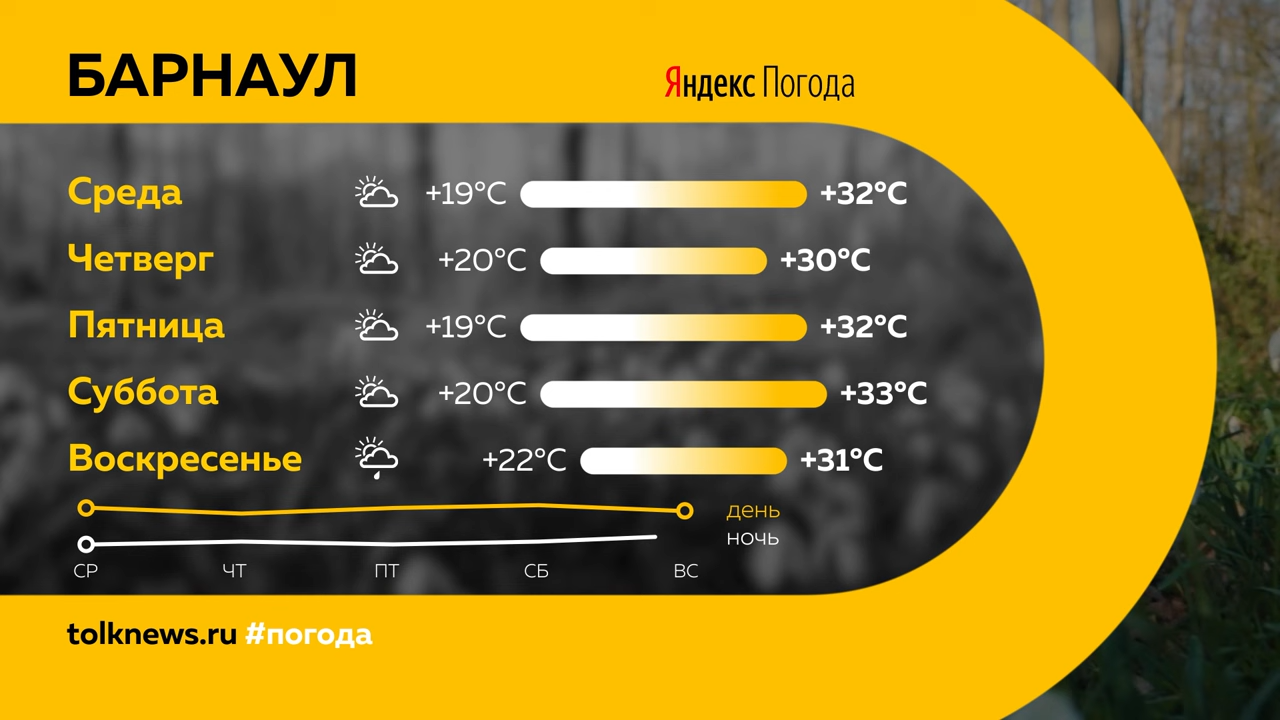 БАРНАУЛ
Яндекс Погода
Среда +19°C +32°C
Четверг +20°C +30°C
Пятница +19°C +32°C
Суббота +20°C +33°C
Воскресенье +22°C +31°C
день
ночь
СР ЧТ ПТ СБ ВС
tolknews.ru #погода